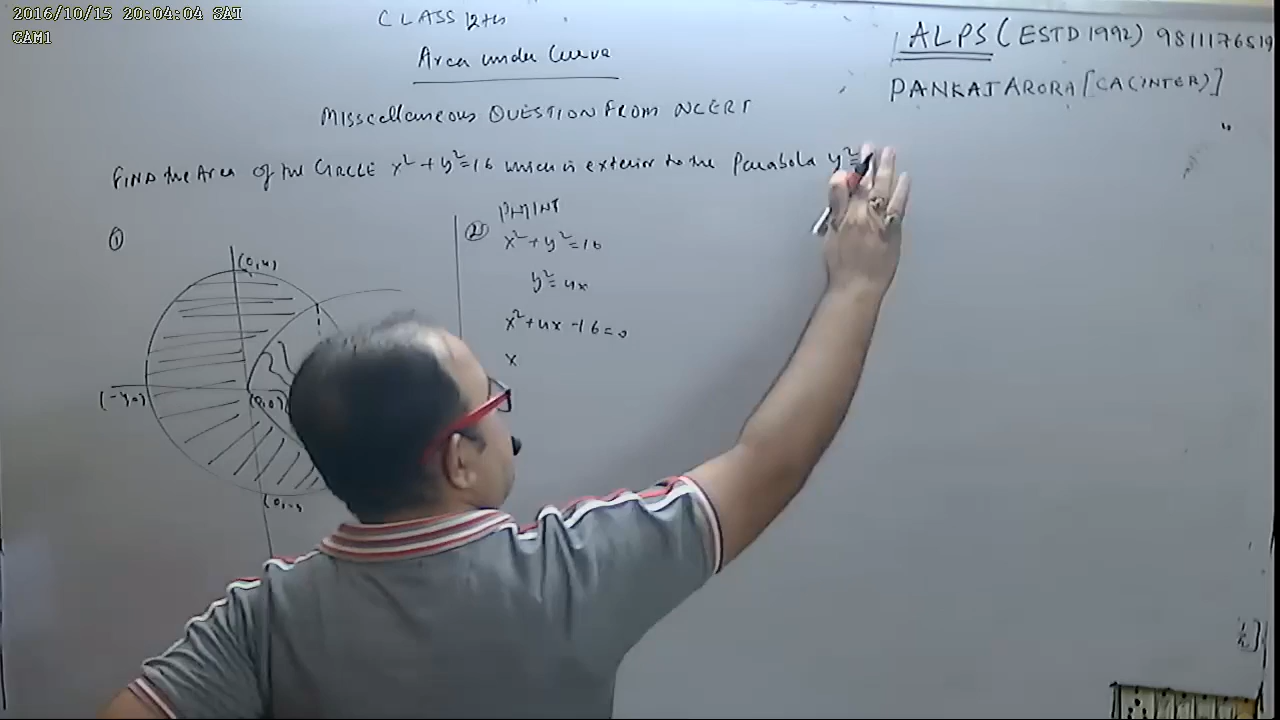 2016/10/15 20:04:04 SAT
CAM1
CLASS 12th
Area under Curve
ALPS (ESTD 1992) 9811176519
PANKAJ ARORA [CA(INTER)]
Misscellaneous QUESTION FROM NCERT
FIND the Area of the CIRCLE x²+y²=16 which is exterior to the Parabola y²=
①
(0,4)
(-4,0)
(0,0)
(0,-4
②
x²+y²=16
y²=4x
x²+4x-16=0
x